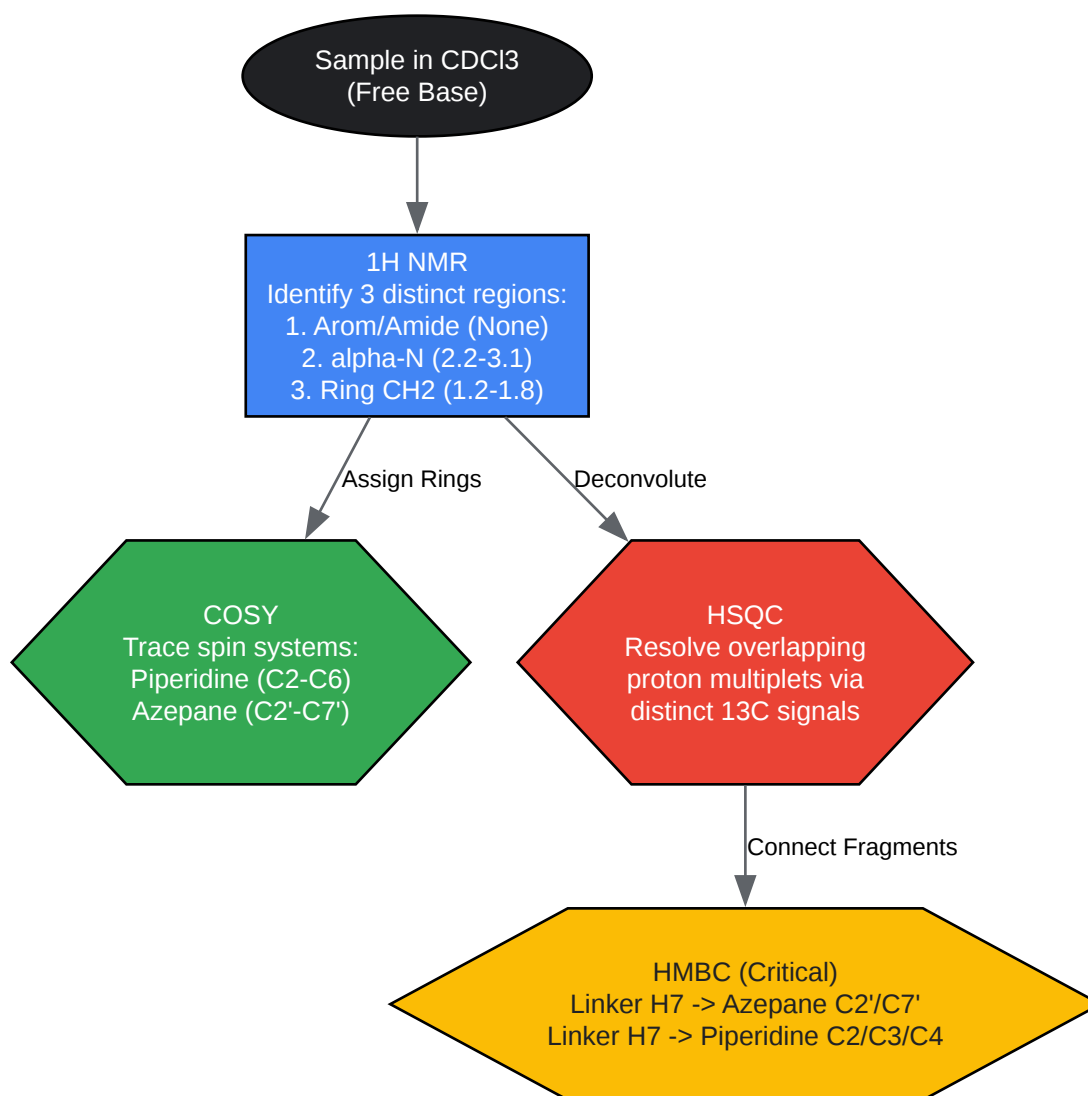 Sample in CDCl3
(Free Base)
1H NMR
Identify 3 distinct regions:
1. Arom/Amide (None)
2. alpha-N (2.2-3.1)
3. Ring CH2 (1.2-1.8)
Assign Rings
Deconvolute
COSY
Trace spin systems:
Piperidine (C2-C6)
Azepane (C2'-C7')
HSQC
Resolve overlapping
proton multiplets via
distinct 13C signals
Connect Fragments
HMBC (Critical)
Linker H7 -> Azepane C2'/C7'
Linker H7 -> Piperidine C2/C3/C4